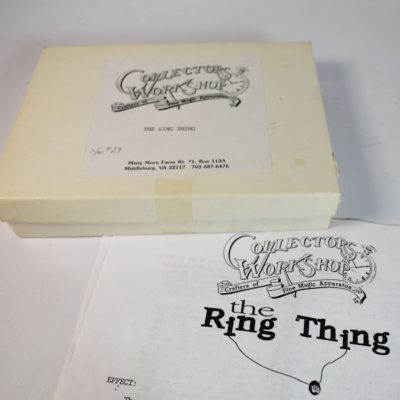 COLLECTORS
WORKSHOP
Crafters of Fine Magic Apparatus
THE RING THING
#27
Misty Morn Farm Rt. #1, Box 113A
Middleburg, VA 22117 703 687-6476
COLLECTORS
WORKSHOP
Crafters of Fine Magic Apparatus
the
Ring Thing
EFFECT: